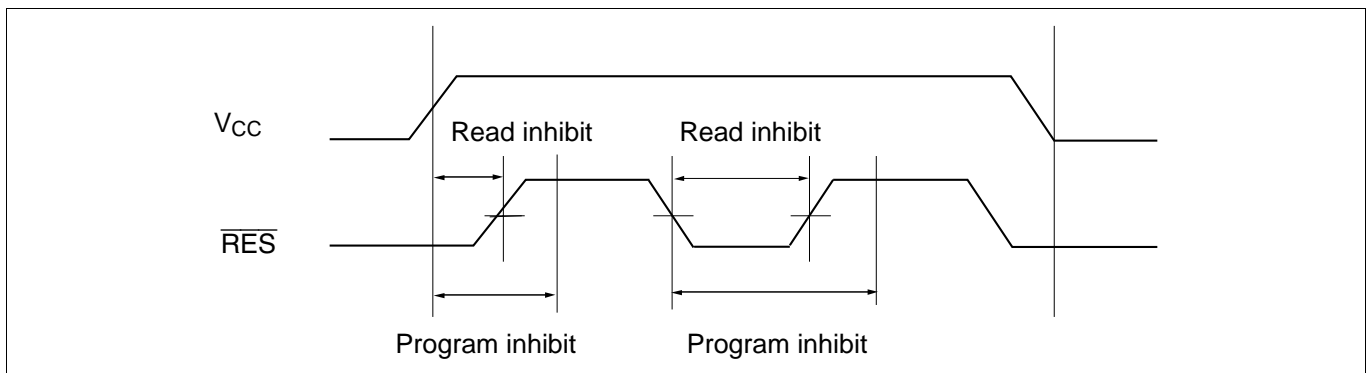 VCC
Read inhibit Read inhibit
RES
Program inhibit Program inhibit